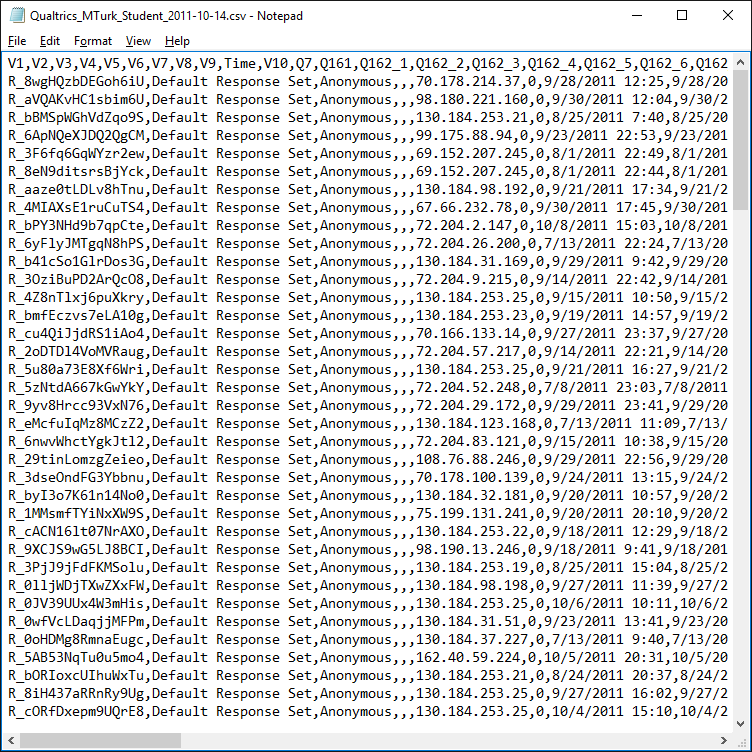 Qualtrics_MTurk_Student_2011-10-14.csv - Notepad
File Edit Format View Help
V1,V2,V3,V4,V5,V6,V7,V8,V9,Time,V10,Q7,Q161,Q162_1,Q162_2,Q162_3,Q162_4,Q162_5,Q162_6,Q162
R_8wgHQzbDEGoh6iU,Default Response Set,Anonymous,,,70.178.214.37,0,9/28/2011 12:25,9/28/20
R_aVQAKvHC1sbim6U,Default Response Set,Anonymous,,,98.180.221.160,0,9/30/2011 12:04,9/30/2
R_bBMSpWGhVdZqo9S,Default Response Set,Anonymous,,,130.184.253.21,0,8/25/2011 7:40,8/25/20
R_6ApNQeXJDQ2QgCM,Default Response Set,Anonymous,,,99.175.88.94,0,9/23/2011 22:53,9/23/201
R_3F6fq6GqWYzr2ew,Default Response Set,Anonymous,,,69.152.207.245,0,8/1/2011 22:49,8/1/201
R_8eN9ditsrsBjYck,Default Response Set,Anonymous,,,69.152.207.245,0,8/1/2011 22:44,8/1/201
R_aaze0tLDLv8hTnu,Default Response Set,Anonymous,,,130.184.98.192,0,9/21/2011 17:34,9/21/2
R_4MIAXsE1ruCuTS4,Default Response Set,Anonymous,,,67.66.232.78,0,9/30/2011 17:45,9/30/201
R_bPY3NHd9b7qpCte,Default Response Set,Anonymous,,,72.204.2.147,0,10/8/2011 15:03,10/8/201
R_6yFlyJMTgqN8hPS,Default Response Set,Anonymous,,,72.204.26.200,0,7/13/2011 22:24,7/13/20
R_b41cSo1GlrDos3G,Default Response Set,Anonymous,,,130.184.31.169,0,9/29/2011 9:42,9/29/20
R_3OziBuPD2ArQcO8,Default Response Set,Anonymous,,,72.204.9.215,0,9/14/2011 22:42,9/14/201
R_4Z8nTlxj6puXkry,Default Response Set,Anonymous,,,130.184.253.25,0,9/15/2011 10:50,9/15/2
R_bmfEczvs7eLA10g,Default Response Set,Anonymous,,,130.184.253.23,0,9/19/2011 14:57,9/19/2
R_cu4QiJjdRS1iAo4,Default Response Set,Anonymous,,,70.166.133.14,0,9/27/2011 23:37,9/27/20
R_2oDTDl4VoMVRaug,Default Response Set,Anonymous,,,72.204.57.217,0,9/14/2011 22:21,9/14/20
R_5u80a73E8Xf6Wri,Default Response Set,Anonymous,,,130.184.253.25,0,9/21/2011 16:27,9/21/2
R_5zNtdA667kGwYkY,Default Response Set,Anonymous,,,72.204.52.248,0,7/8/2011 23:03,7/8/2011
R_9yv8Hrcc93VxN76,Default Response Set,Anonymous,,,72.204.29.172,0,9/29/2011 23:41,9/29/20
R_eMcfuIqMz8MCzZ2,Default Response Set,Anonymous,,,130.184.123.168,0,7/13/2011 11:09,7/13/
R_6nwvWhctYgkJtl2,Default Response Set,Anonymous,,,72.204.83.121,0,9/15/2011 10:38,9/15/20
R_29tinLomzgZeieo,Default Response Set,Anonymous,,,108.76.88.246,0,9/29/2011 22:56,9/29/20
R_3dseOndFG3Ybbnu,Default Response Set,Anonymous,,,70.178.100.139,0,9/24/2011 13:15,9/24/2
R_byI3o7K61n14No0,Default Response Set,Anonymous,,,130.184.32.181,0,9/20/2011 10:57,9/20/2
R_1MMsmfTYiNxXW9S,Default Response Set,Anonymous,,,75.199.131.241,0,9/20/2011 20:10,9/20/2
R_cACN16lt07NrAXO,Default Response Set,Anonymous,,,130.184.253.22,0,9/18/2011 12:29,9/18/2
R_9XCJS9wG5LJ8BCI,Default Response Set,Anonymous,,,98.190.13.246,0,9/18/2011 9:41,9/18/201
R_3PjJ9jFdFKMSolu,Default Response Set,Anonymous,,,130.184.253.19,0,8/25/2011 15:04,8/25/2
R_0lljWDjTXwZXxFW,Default Response Set,Anonymous,,,130.184.98.198,0,9/27/2011 11:39,9/27/2
R_0JV39UUx4W3mHis,Default Response Set,Anonymous,,,130.184.253.25,0,10/6/2011 10:11,10/6/2
R_0wfVcLDaqjjMFPm,Default Response Set,Anonymous,,,130.184.31.51,0,9/23/2011 13:41,9/23/20
R_0oHDMg8RmnaEugc,Default Response Set,Anonymous,,,130.184.37.227,0,7/13/2011 9:40,7/13/20
R_5AB53NqTu0u5mo4,Default Response Set,Anonymous,,,162.40.59.224,0,10/5/2011 20:31,10/5/20
R_bORIoxcUIhuWxTu,Default Response Set,Anonymous,,,130.184.253.21,0,8/24/2011 20:37,8/24/2
R_8iH437aRRnRy9Ug,Default Response Set,Anonymous,,,130.184.253.25,0,9/27/2011 16:02,9/27/2
R_cORfDxepm9UQrE8,Default Response Set,Anonymous,,,130.184.253.25,0,10/4/2011 15:10,10/4/2